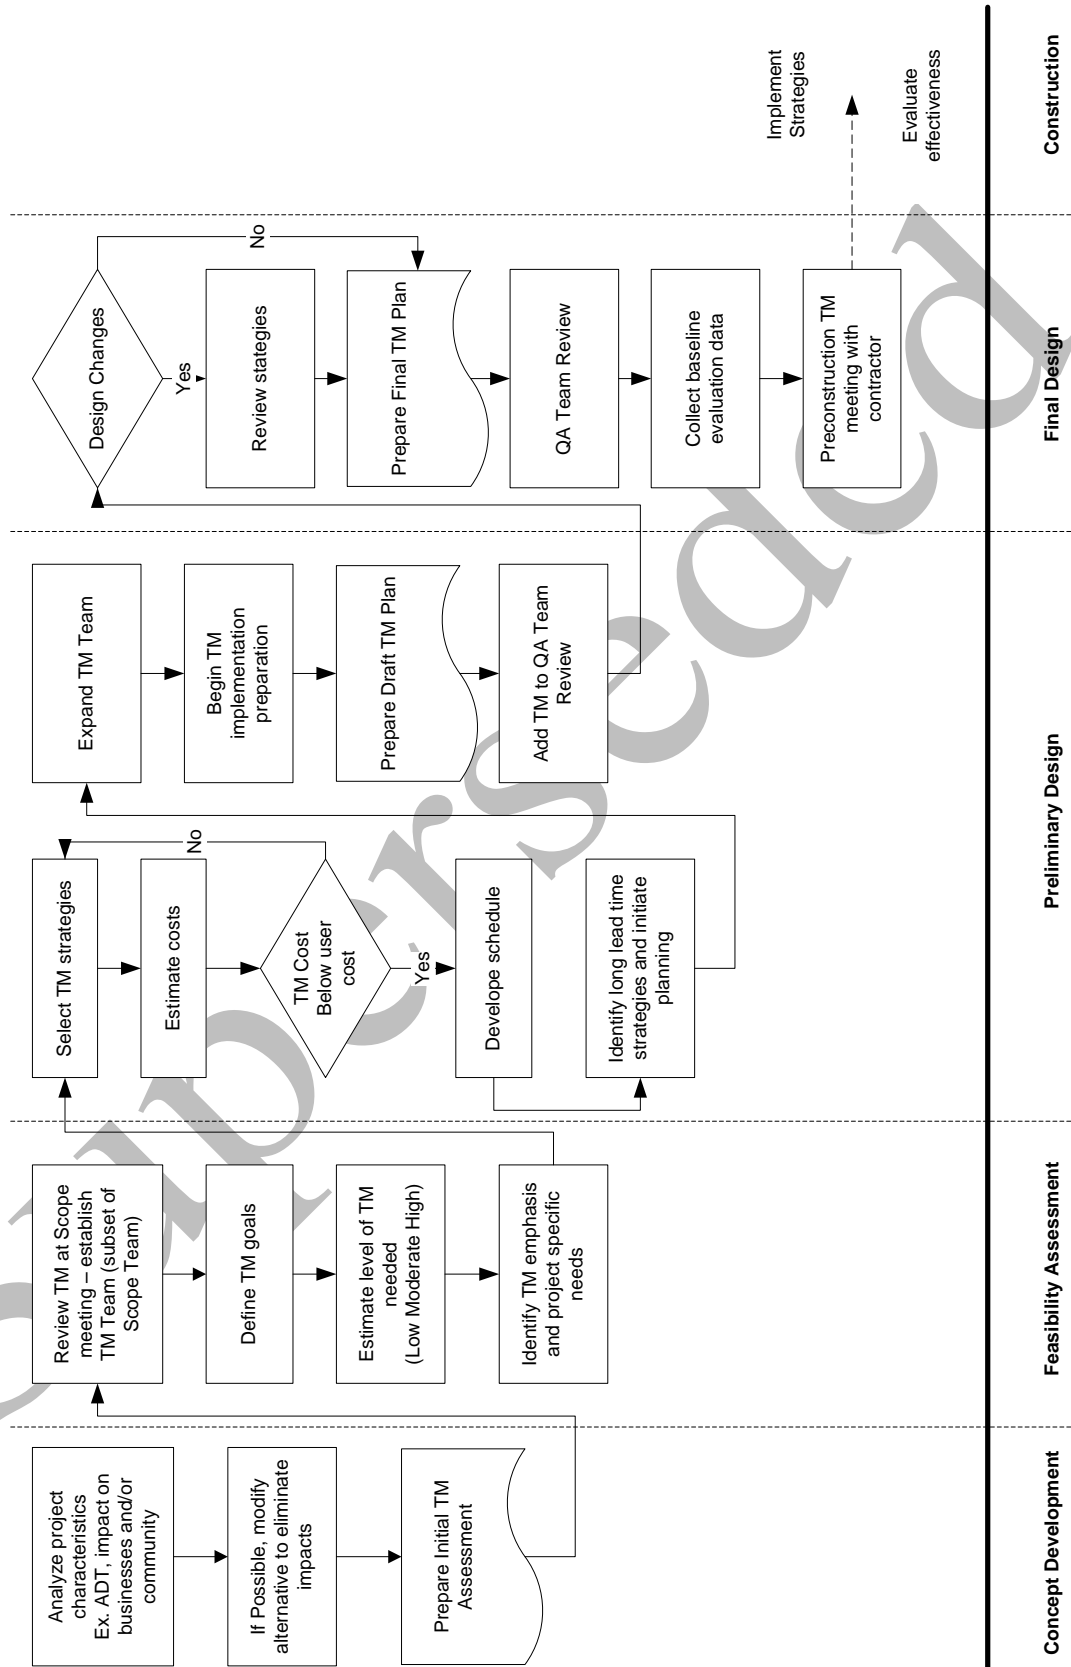 Analyze project
characteristics
Ex. ADT, impact on
businesses and/or
community
If Possible, modify
alternative to eliminate
impacts
Prepare Initial TM
Assessment
Concept Development
Review TM at Scope
meeting – establish
TM Team (subset of
Scope Team)
Define TM goals
Estimate level of TM
needed
(Low Moderate High)
Identify TM emphasis
and project specific
needs
Feasibility Assessment
Select TM strategies
Estimate costs
TM Cost
Below user
cost
No
Yes
Develope schedule
Identify long lead time
strategies and initiate
planning
Expand TM Team
Begin TM
implementation
preparation
Prepare Draft TM Plan
Add TM to QA Team
Review
Preliminary Design
Design Changes
No
Yes
Review stategies
Prepare Final TM Plan
QA Team Review
Collect baseline
evaluation data
Preconstruction TM
meeting with
contractor
Final Design
Implement
Strategies
Evaluate
effectiveness
Construction
Superseded